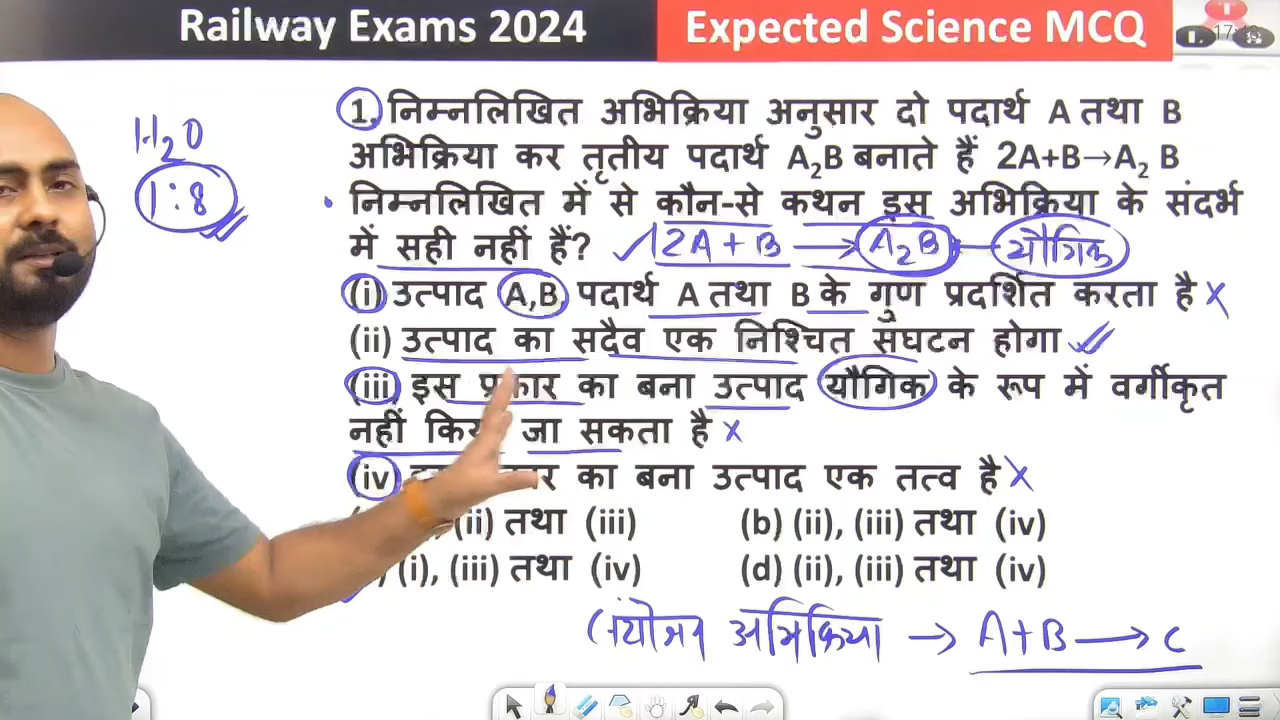 Railway Exams 2024 Expected Science MCQ
H₂O
1:8
1. निम्नलिखित अभिक्रिया अनुसार दो पदार्थ A तथा B
अभिक्रिया कर तृतीय पदार्थ A₂B बनाते हैं 2A+B→A₂ B
निम्नलिखित में से कौन-से कथन इस अभिक्रिया के संदर्भ
में सही नहीं हैं? 2A+B → A₂B यौगिक
(i) उत्पाद A,B, पदार्थ A तथा B के गुण प्रदर्शित करता है
(ii) उत्पाद का सदैव एक निश्चित संघटन होगा
(iii) इस प्रकार का बना उत्पाद यौगिक के रूप में वर्गीकृत
नहीं जा सकता है
(iv) का बना उत्पाद एक तत्व है
(ii) तथा (iii) (b) (ii), (iii) तथा (iv)
(i), (iii) तथा (iv) (d) (ii), (iii) तथा (iv)
अभिक्रिया → A+B → C